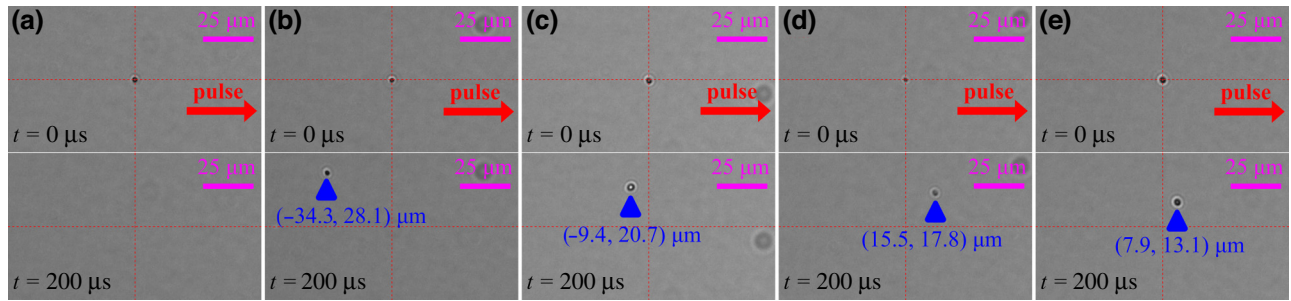 (a) 25 μm
pulse
t = 0 μs
25 μm
t = 200 μs
(b) 25 μm
pulse
t = 0 μs
25 μm
(–34.3, 28.1) μm
t = 200 μs
(c) 25 μm
pulse
t = 0 μs
25 μm
(–9.4, 20.7) μm
t = 200 μs
(d) 25 μm
pulse
t = 0 μs
25 μm
(15.5, 17.8) μm
t = 200 μs
(e) 25 μm
pulse
t = 0 μs
25 μm
(7.9, 13.1) μm
t = 200 μs